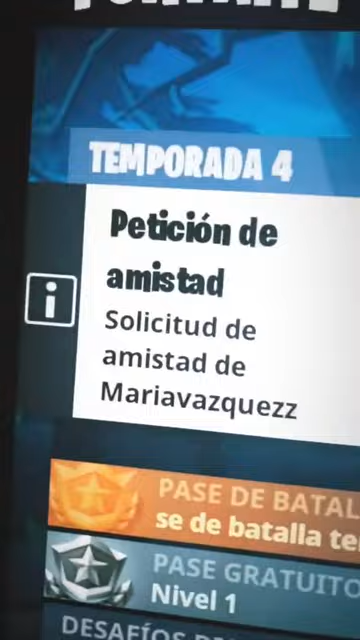 TEMPORADA 4
Petición de
amistad
Solicitud de
amistad de
Mariavazquezz
PASE DE BATAL
se de batalla te
PASE GRATUITO
Nivel 1